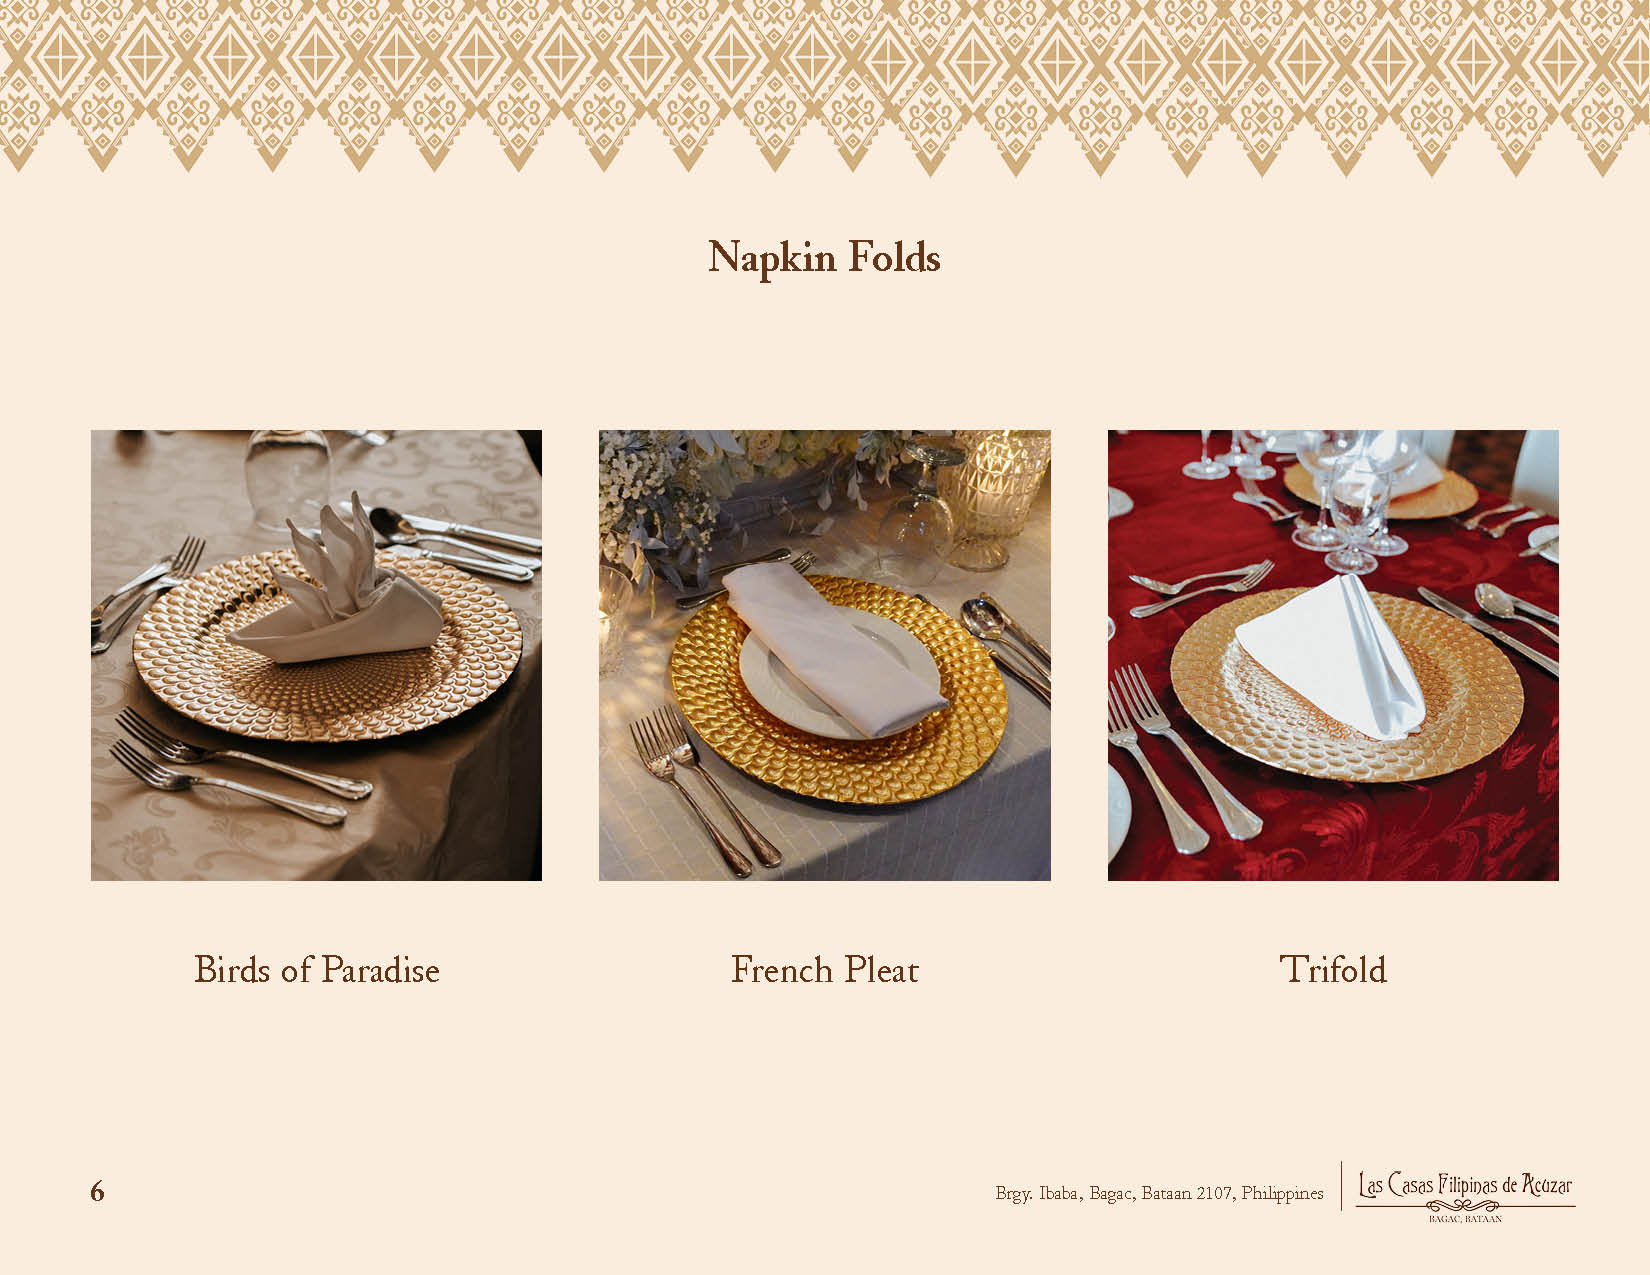 Napkin Folds
Birds of Paradise
French Pleat
Trifold
6
Brgy. Ibaba, Bagac, Bataan 2107, Philippines
Las Casas Filipinas de Acuzar
BAGAC, BATAAN